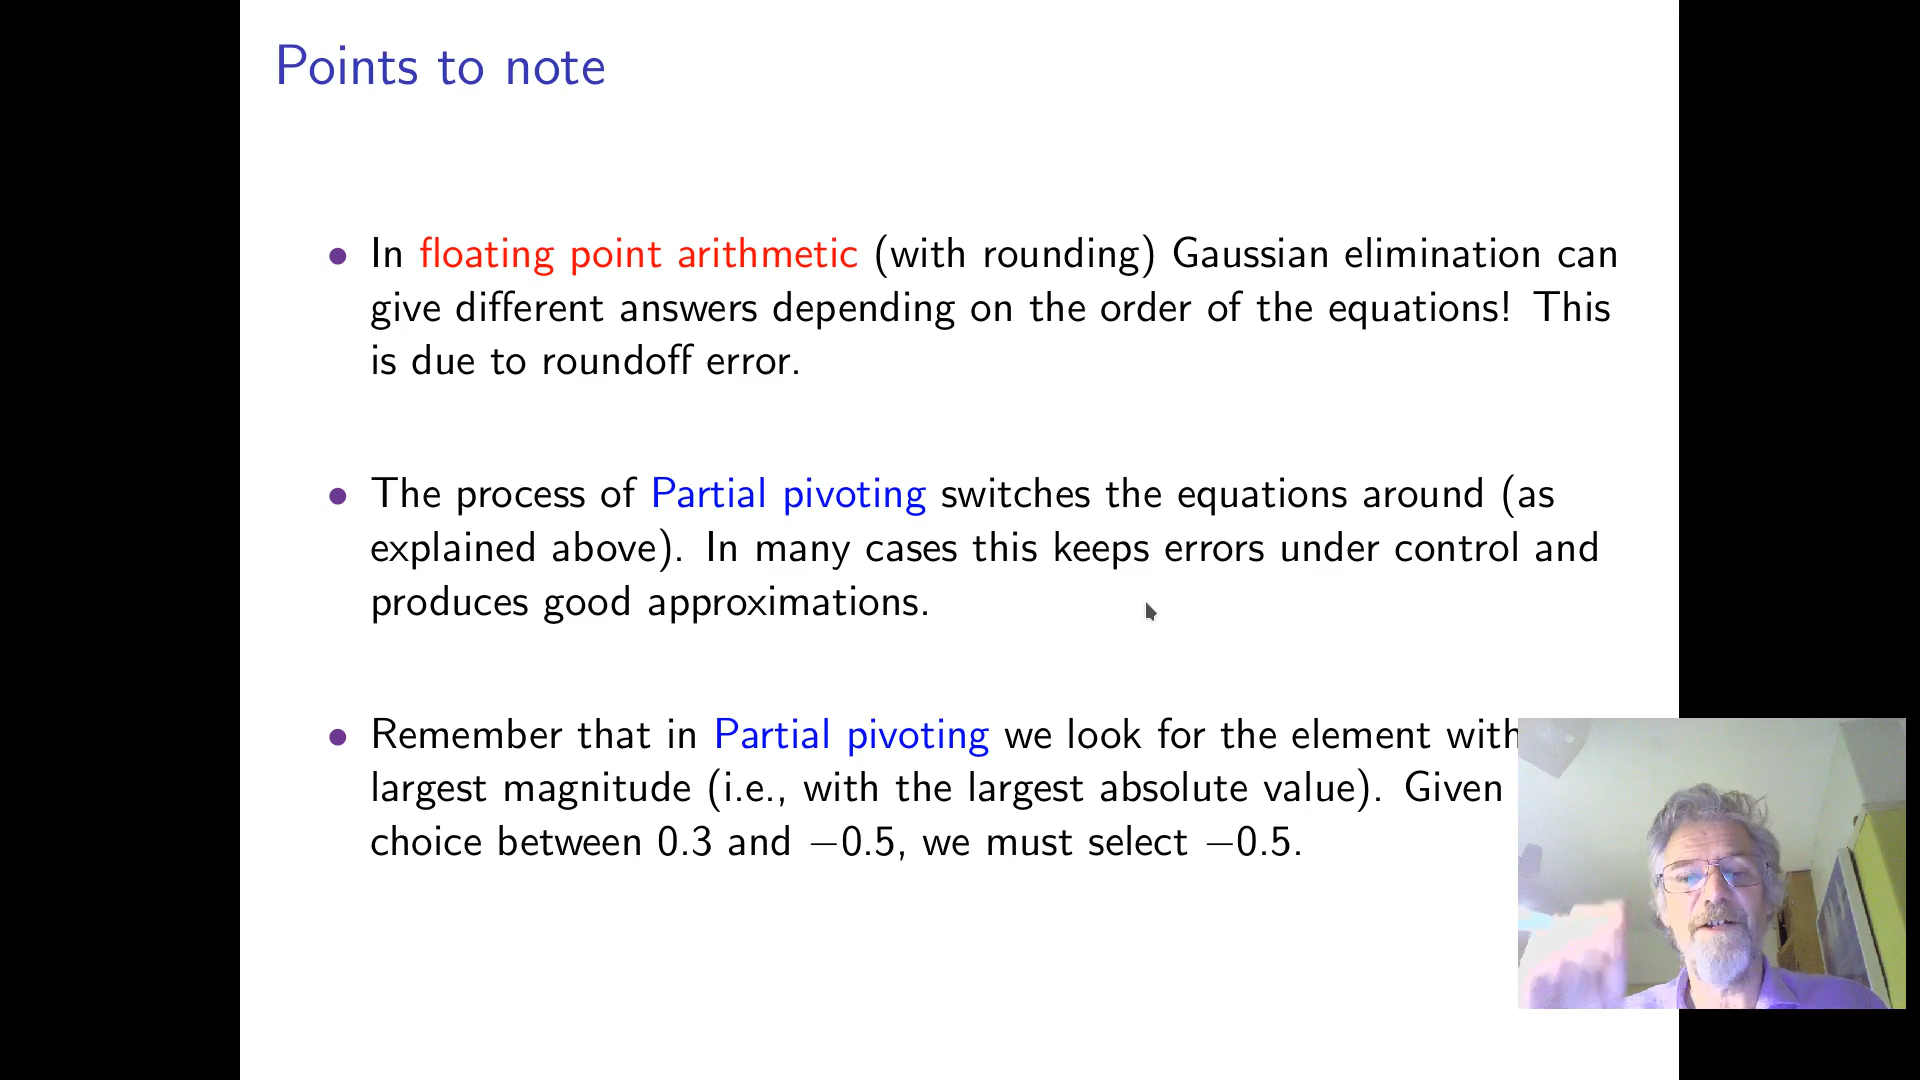 Points to note
• In floating point arithmetic (with rounding) Gaussian elimination can
give different answers depending on the order of the equations! This
is due to roundoff error.
• The process of Partial pivoting switches the equations around (as
explained above). In many cases this keeps errors under control and
produces good approximations.
• Remember that in Partial pivoting we look for the element with
largest magnitude (i.e., with the largest absolute value). Given
choice between 0.3 and −0.5, we must select −0.5.